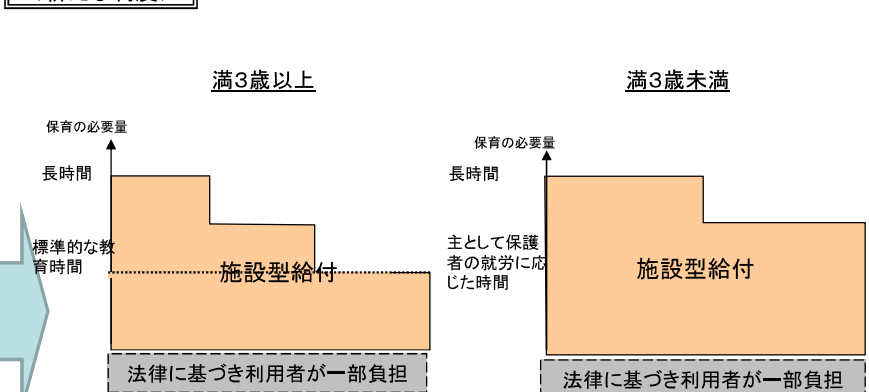 満3歳以上
保育の必要量
長時間
標準的な教
育時間
施設型給付
法律に基づき利用者が一部負担
満3歳未満
保育の必要量
長時間
主として保護
者の就労に応
じた時間
施設型給付
法律に基づき利用者が一部負担